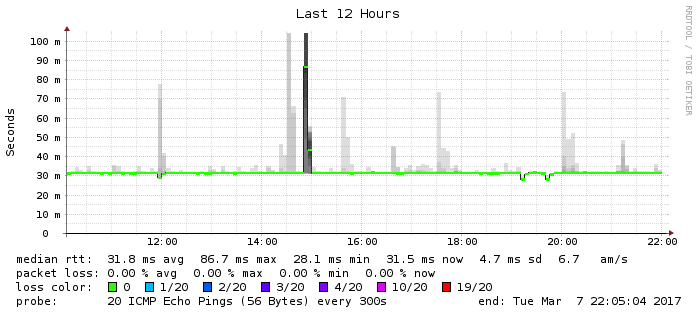 Last 12 Hours
RRDTOOL / TOBI OETIKER
Seconds
100 m
90 m
80 m
70 m
60 m
50 m
40 m
30 m
20 m
10 m
0
12:00 14:00 16:00 18:00 20:00 22:00
median rtt: 31.8 ms avg 86.7 ms max 28.1 ms min 31.5 ms now 4.7 ms sd 6.7 am/s
packet loss: 0.00 % avg 0.00 % max 0.00 % min 0.00 % now
loss color: 0 1/20 2/20 3/20 4/20 10/20 19/20
probe: 20 ICMP Echo Pings (56 Bytes) every 300s end: Tue Mar 7 22:05:04 2017